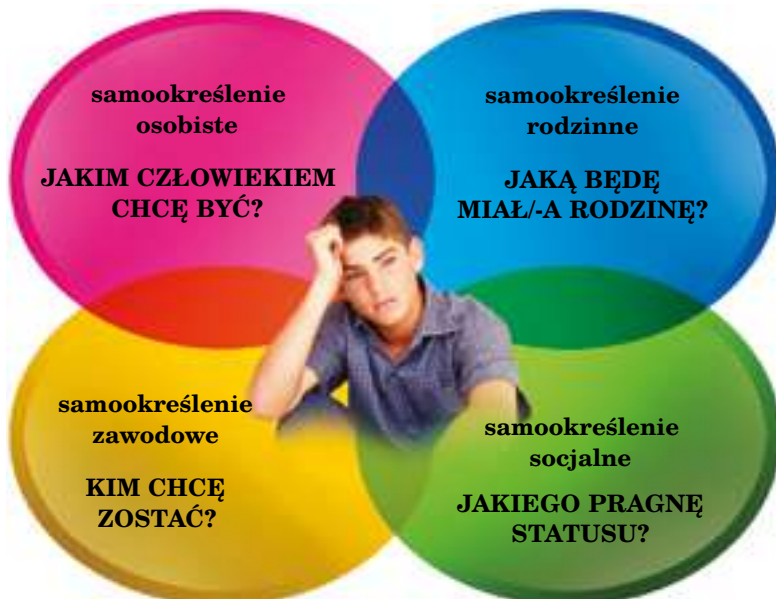 samookreślenie
osobiste
JAKIM CZŁOWIEKIEM
CHCĘ BYĆ?
samookreślenie
rodzinne
JAKĄ BĘDĘ
MIAŁ/-A RODZINĘ?
samookreślenie
zawodowe
KIM CHCĘ
ZOSTAĆ?
samookreślenie
socjalne
JAKIEGO PRAGNĘ
STATUSU?